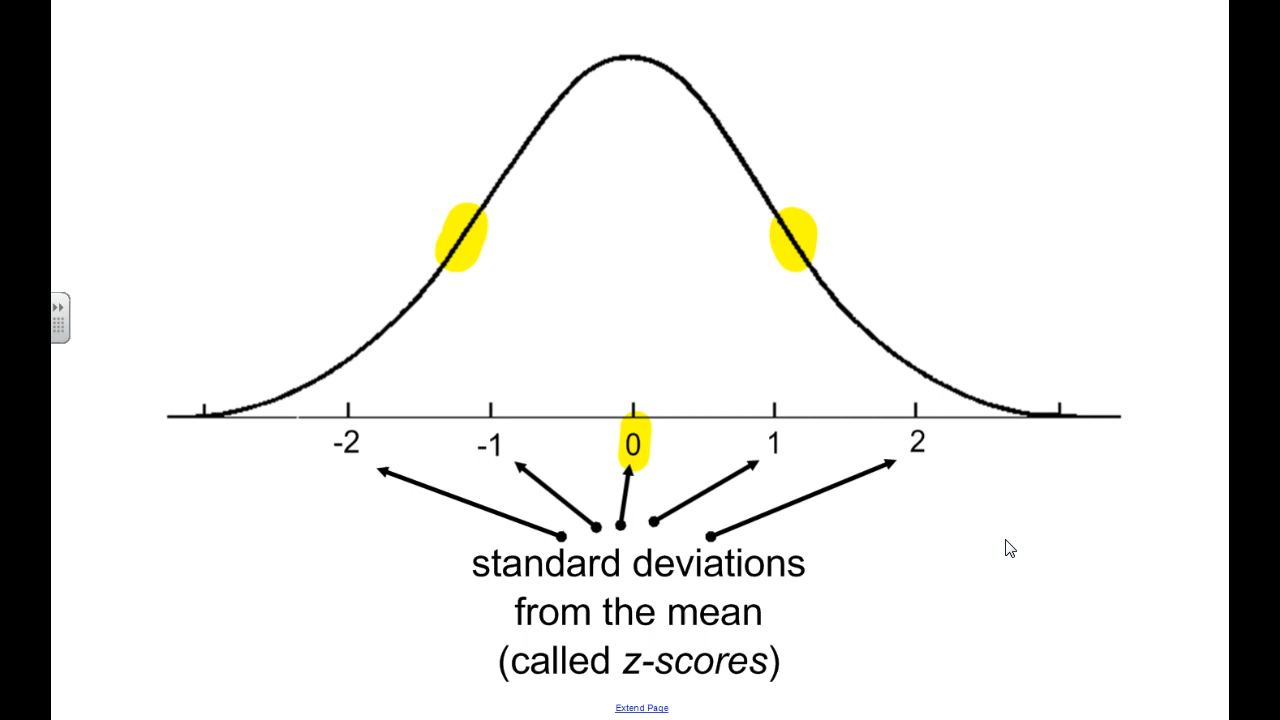 -2 -1 0 1 2
standard deviations
from the mean
(called z-scores)
Extend Page